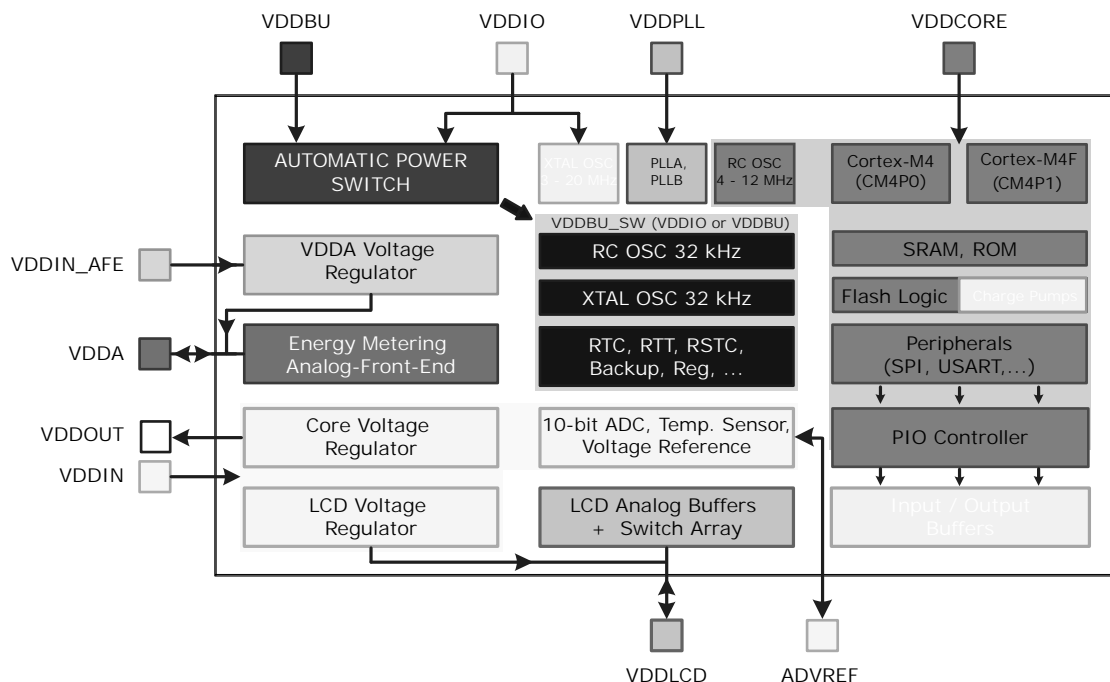 VDDBU
VDDIO
VDDPLL
VDDCORE
AUTOMATIC POWER
SWITCH
XTAL OSC
3 - 20 MHz
PLLA,
PLLB
RC OSC
4 - 12 MHz
Cortex-M4
(CM4P0)
Cortex-M4F
(CM4P1)
VDDBU_SW (VDDIO or VDDBU)
VDDIN_AFE
VDDA Voltage
Regulator
RC OSC 32 kHz
SRAM, ROM
XTAL OSC 32 kHz
Flash Logic
Charge Pumps
VDDA
Energy Metering
Analog-Front-End
RTC, RTT, RSTC,
Backup, Reg, ...
Peripherals
(SPI, USART,...)
VDDOUT
VDDIN
Core Voltage
Regulator
10-bit ADC, Temp. Sensor,
Voltage Reference
PIO Controller
LCD Voltage
Regulator
LCD Analog Buffers
+ Switch Array
Input / Output
Buffers
VDDLCD
ADVREF